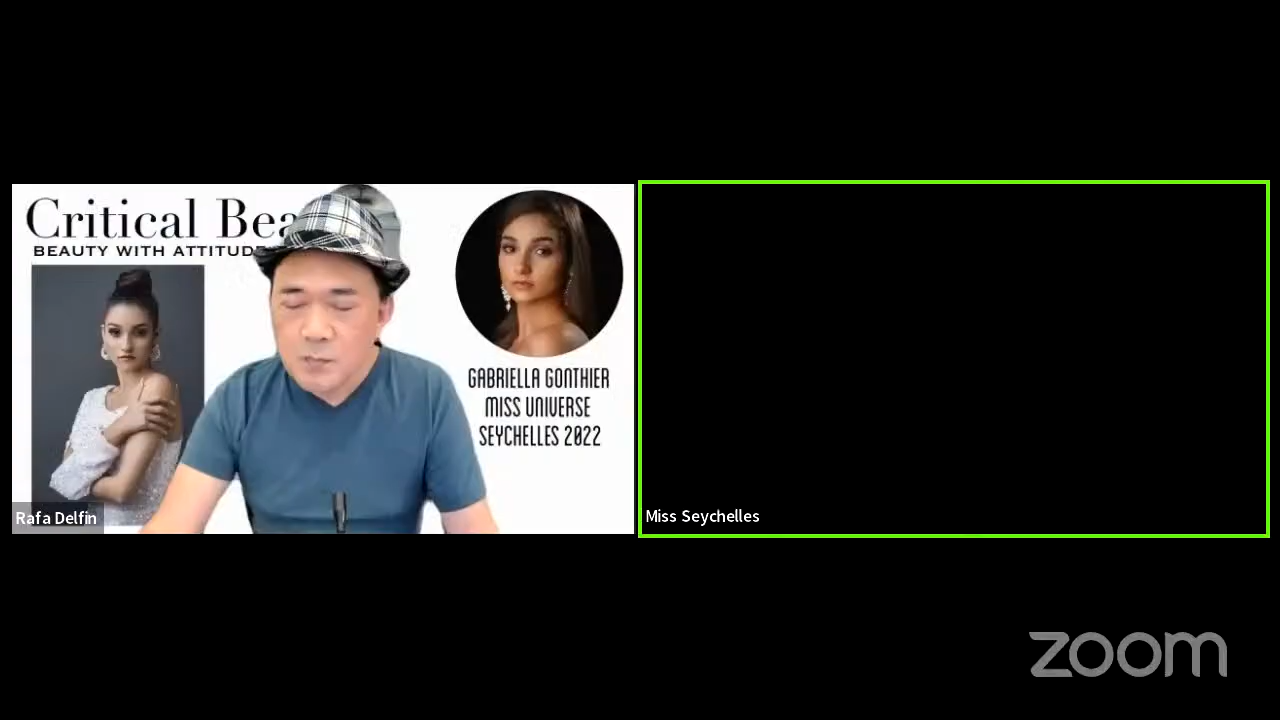 Critical Bea
BEAUTY WITH ATTITUDE
GABRIELLA GONTHIER
MISS UNIVERSE
SEYCHELLES 2022
Rafa Delfin
Miss Seychelles
zoom